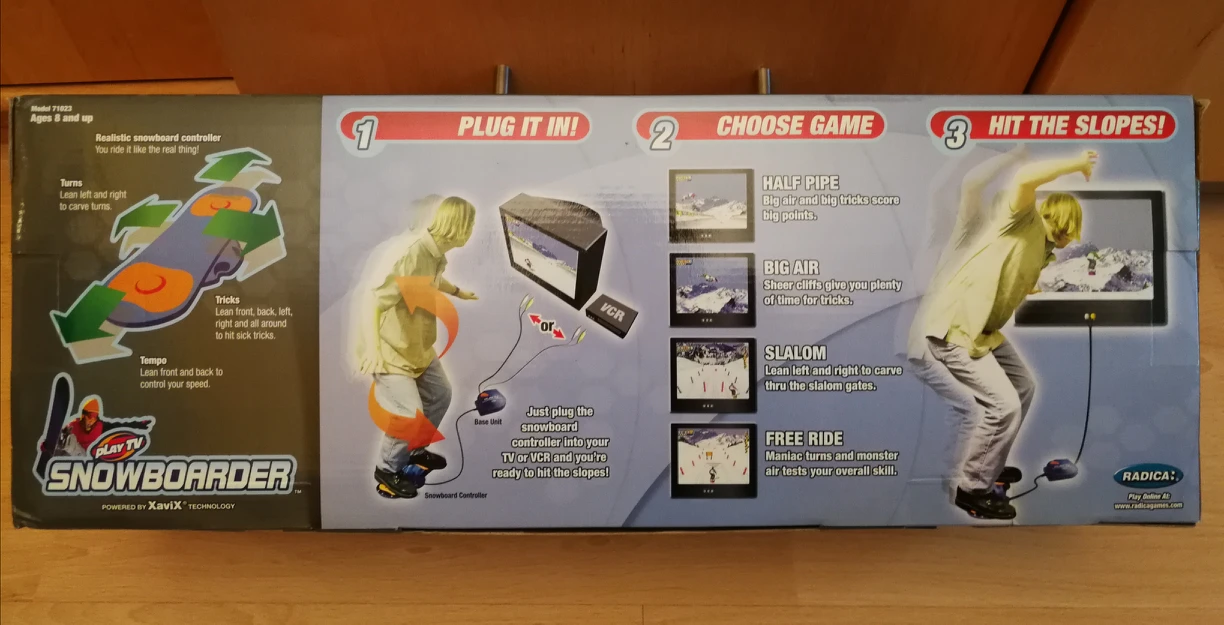 Model 71023
Ages 8 and up
Realistic snowboard controller
You ride it like the real thing!
Turns
Lean left and right
to carve turns.
Tricks
Lean front, back, left,
right and all around
to hit sick tricks.
Tempo
Lean front and back to
control your speed.
PLAY TV
SNOWBOARDER™
POWERED BY XaviX® TECHNOLOGY
1 PLUG IT IN!
VCR
or
Base Unit
Just plug the
snowboard
controller into your
TV or VCR and you're
ready to hit the slopes!
Snowboard Controller
2 CHOOSE GAME
HALF PIPE
Big air and big tricks score
big points.
BIG AIR
Sheer cliffs give you plenty
of time for tricks.
SLALOM
Lean left and right to carve
thru the slalom gates.
FREE RIDE
Maniac turns and monster
air tests your overall skill.
3 HIT THE SLOPES!
RADICA:
Play Online At:
www.radicagames.com